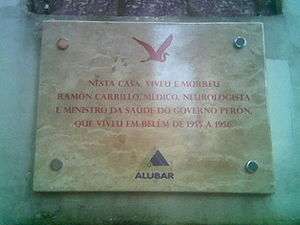 NESTA CASA, VIVEU E MORREU
RAMÓN CARRILLO, MÉDICO, NEUROLOGISTA
E MINISTRO DA SAÚDE DO GOVERNO PERÓN,
QUE VIVEU EM BELÉM DE 1955 A 1956.
ALUBAR